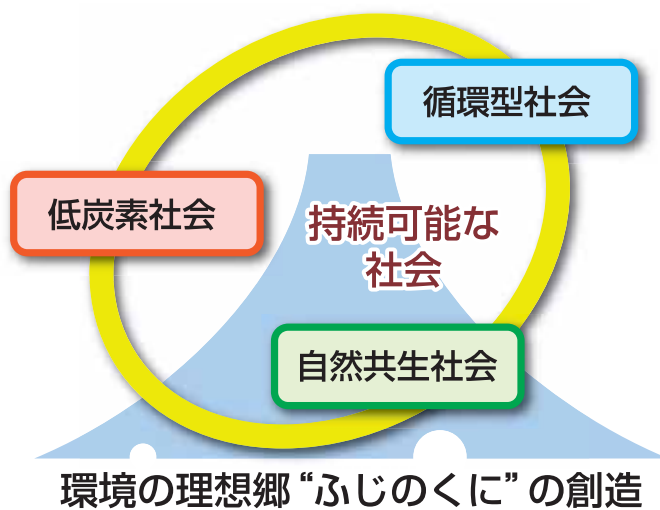 循環型社会
低炭素社会
持続可能な
社会
自然共生社会
環境の理想郷“ふじのくに”の創造